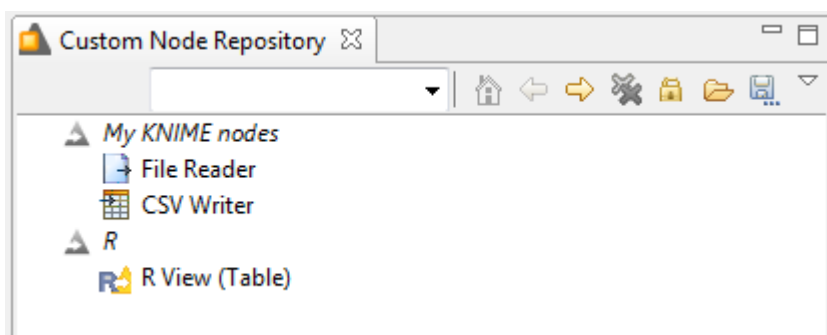 Custom Node Repository
My KNIME nodes
File Reader
CSV Writer
R
R View (Table)